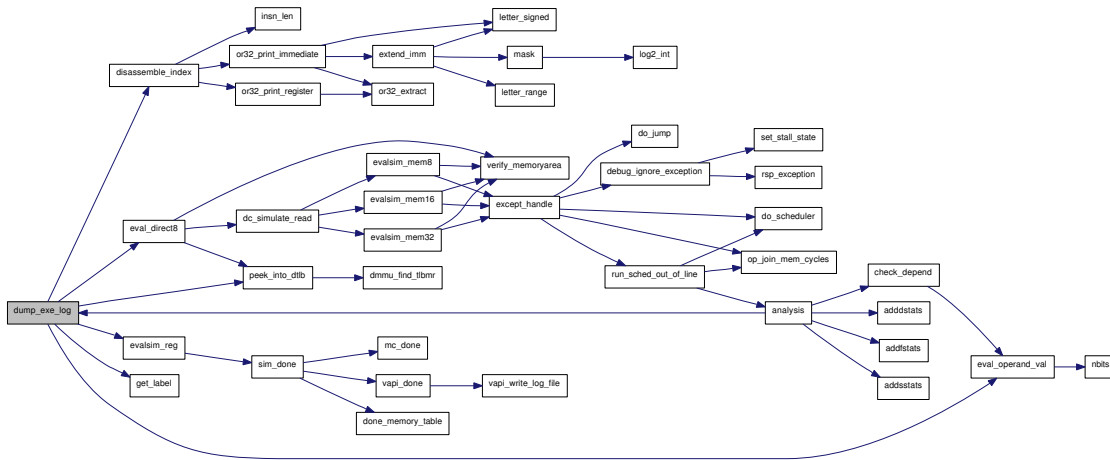 insn_len
letter_signed
or32_print_immediate
extend_imm
mask
log2_int
disassemble_index
or32_print_register
or32_extract
letter_range
do_jump
set_stall_state
evalsim_mem8
verify_memoryarea
debug_ignore_exception
rsp_exception
evalsim_mem16
except_handle
dc_simulate_read
do_scheduler
eval_direct8
evalsim_mem32
op_join_mem_cycles
peek_into_dtlb
dmmu_find_tlbmr
run_sched_out_of_line
check_depend
dump_exe_log
analysis
adddstats
evalsim_reg
mc_done
addfstats
sim_done
eval_operand_val
nbits
get_label
vapi_done
vapi_write_log_file
addsstats
done_memory_table